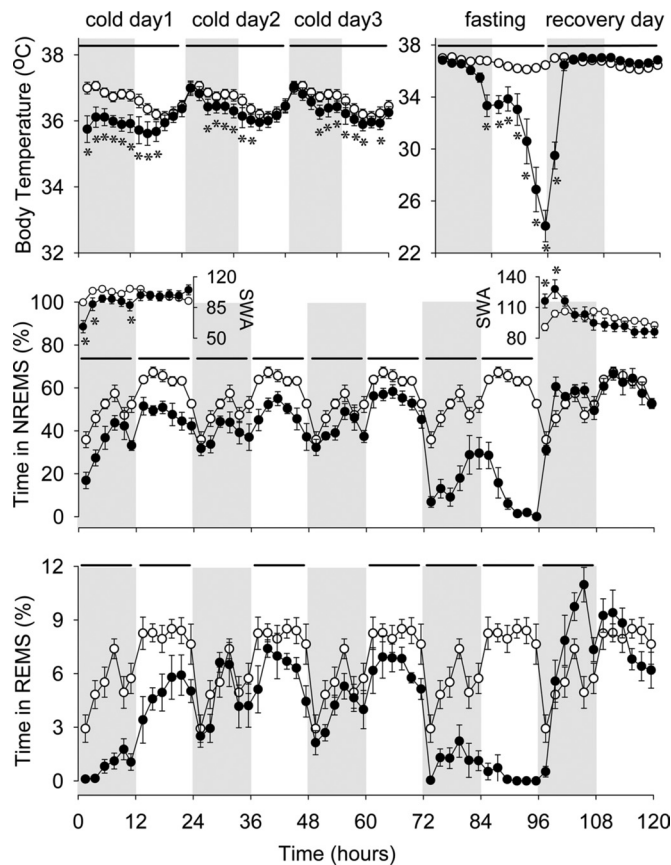 cold day1 cold day2 cold day3 fasting recovery day
Body Temperature (°C)
38
36
34
32
36
34
30
26
22
* * * * * * * * * * * * * * * * * * * * *
Time in NREMS (%)
100
80
60
40
20
0
120
85
50
SWA
* * *
SWA
140
110
80
* *
Time in REMS (%)
12
9
6
3
0
0 12 24 36 48 60 72 84 96 108 120
Time (hours)